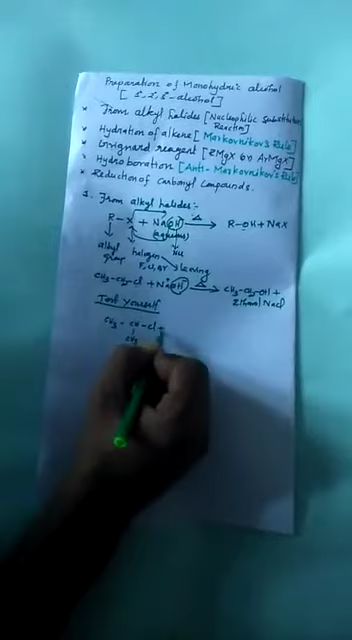 Preparation of Monohydric alcohol
[1°, 2°, 3° - alcohol]
* From alkyl halides [Nucleophilic Substitution Reaction]
* Hydration of alkene [Markovnikov's Rule]
* Grignard reagent [RMgX or ArMgX]
* Hydroboration [Anti-Markovnikov's Rule]
* Reduction of Carbonyl Compounds.
1. From alkyl halides:-
R-X + NaOH → Δ R-OH + NaX
(aqueous)
alkyl group halogen Nu
F, Cl, Br leaving
CH3-CH2-Cl + NaOH → Δ CH3-CH2-OH +
Ethanol NaCl
Test Yourself
CH3 - CH - Cl +
CH3